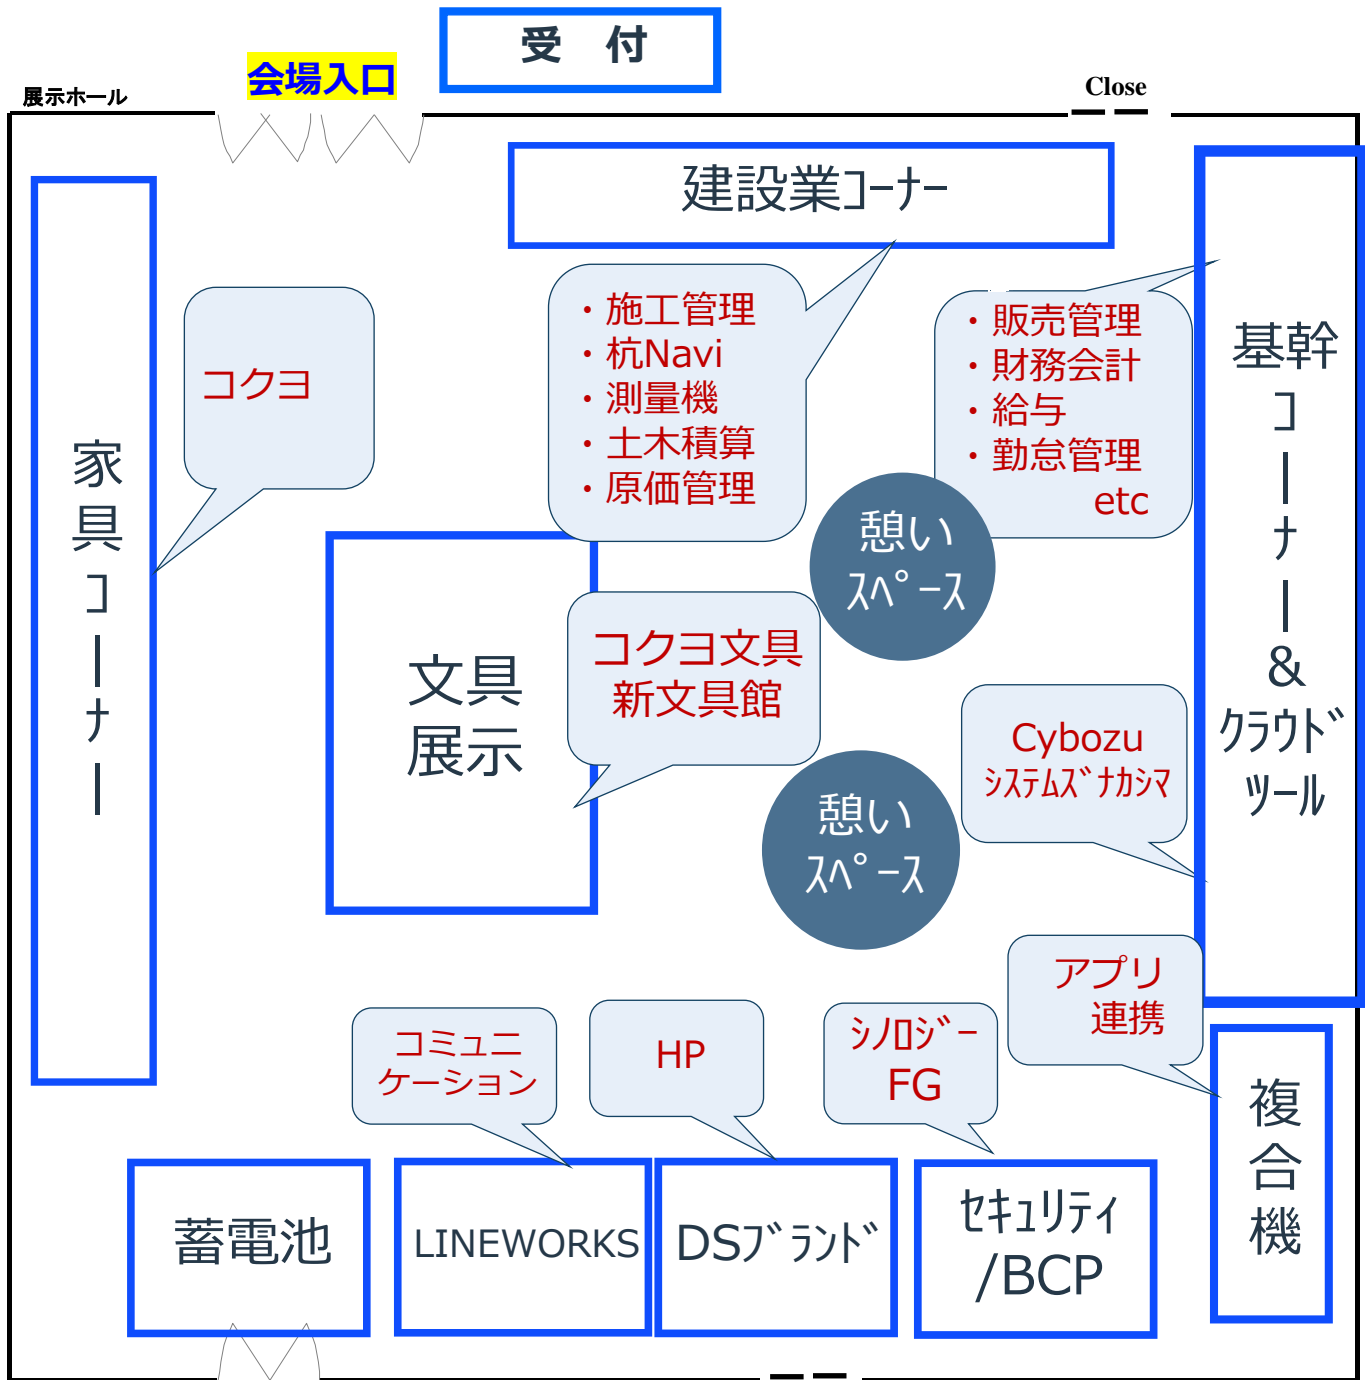 受　付
会場入口
展示ホール
Close
建設業ｺｰﾅｰ
・施工管理
・杭Navi
・測量機
・土木積算
・原価管理
・販売管理
・財務会計
・給与
・勤怠管理
etc
基幹
ｺｰﾅｰ
&
ｸﾗｳﾄﾞ
ﾂｰﾙ
コクヨ
家具ｺｰﾅｰ
憩い
ｽﾍﾟｰｽ
文具
展示
コクヨ文具
新文具館
Cybozu
ｼｽﾃﾑｽﾞﾅｶｼﾏ
憩い
ｽﾍﾟｰｽ
アプリ
連携
コミュニ
ケーション
HP
ｼﾉﾛｼﾞｰ
FG
複合機
蓄電池
LINEWORKS
DSﾌﾞﾗﾝﾄﾞ
ｾｷｭﾘﾃｨ
/BCP